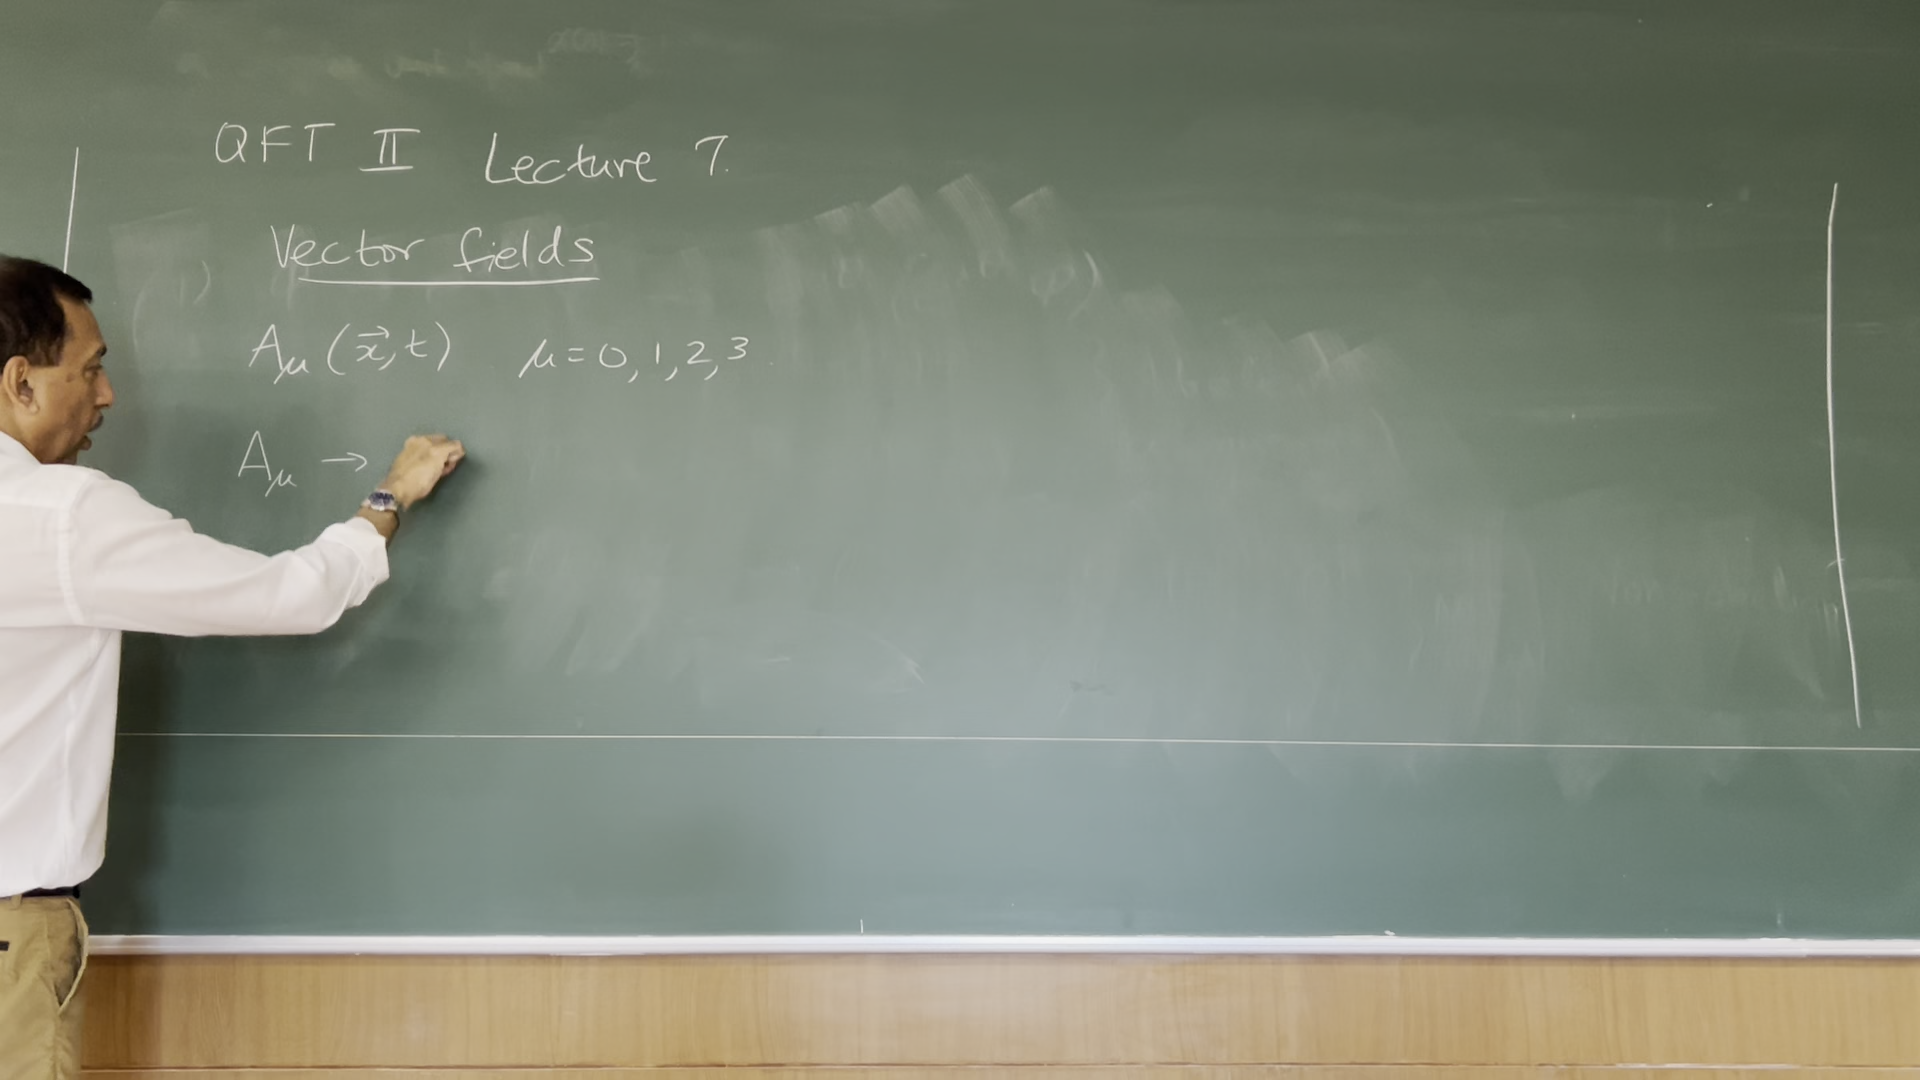 QFT II Lecture 7.
Vector fields
Aμ (x⃗, t) μ = 0, 1, 2, 3
Aμ →